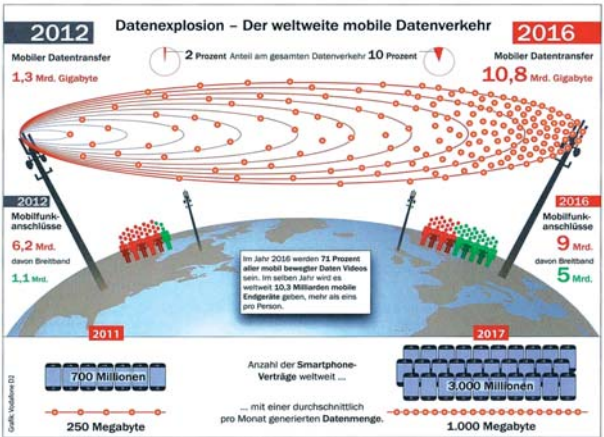 Datenexplosion – Der weltweite mobile Datenverkehr
2012
Mobiler Datentransfer
1,3 Mrd. Gigabyte
2 Prozent Anteil am gesamten Datenverkehr 10 Prozent
2016
Mobiler Datentransfer
10,8 Mrd. Gigabyte
2012
Mobilfunk-
anschlüsse
6,2 Mrd.
davon Breitband
1,1 Mrd.
2016
Mobilfunk-
anschlüsse
9 Mrd.
davon Breitband
5 Mrd.
Im Jahr 2016 werden 71 Prozent
aller mobil bewegter Daten Videos
sein. Im selben Jahr wird es
weltweit 10,3 Milliarden mobile
Endgeräte geben, mehr als eins
pro Person.
2011
700 Millionen
250 Megabyte
Anzahl der Smartphone-
Verträge weltweit ...
... mit einer durchschnittlich
pro Monat generierten Datenmenge.
2017
3.000 Millionen
1.000 Megabyte
Grafik: Vodafone D2